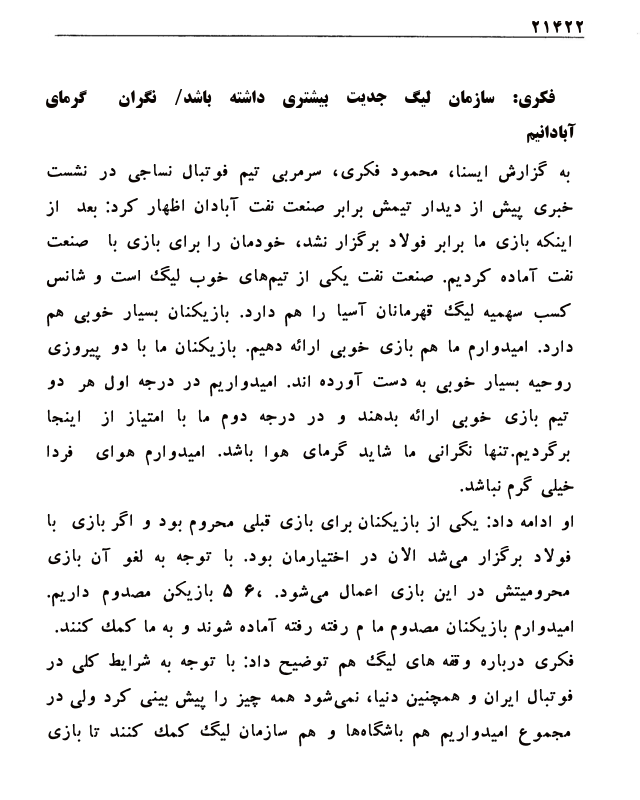 ۲۱۴۲۲
فکری: سازمان لیگ جدیت بیشتری داشته باشد/ نگران گرمای
آبادانیم
به گزارش ایسنا، محمود فکری، سرمربی تیم فوتبال نساجی در نشست
خبری پیش از دیدار تیمش برابر صنعت نفت آبادان اظهار کرد: بعد از
اینکه بازی ما برابر فولاد برگزار نشد، خودمان را برای بازی با صنعت
نفت آماده کردیم. صنعت نفت یکی از تیم‌های خوب لیگ است و شانس
کسب سهمیه لیگ قهرمانان آسیا را هم دارد. بازیکنان بسیار خوبی هم
دارد. امیدوارم ما هم بازی خوبی ارائه دهیم. بازیکنان ما با دو پیروزی
روحیه بسیار خوبی به دست آورده اند. امیدواریم در درجه اول هر دو
تیم بازی خوبی ارائه بدهند و در درجه دوم ما با امتیاز از اینجا
برگردیم.تنها نگرانی ما شاید گرمای هوا باشد. امیدوارم هوای فردا
خیلی گرم نباشد.
او ادامه داد: یکی از بازیکنان برای بازی قبلی محروم بود و اگر بازی با
فولاد برگزار می‌شد الان در اختیارمان بود. با توجه به لغو آن بازی
محرومیتش در این بازی اعمال می‌شود. ،۶ ۵ بازیکن مصدوم داریم.
امیدوارم بازیکنان مصدوم ما م رفته رفته آماده شوند و به ما کمک کنند.
فکری درباره وقفه های لیگ هم توضیح داد: با توجه به شرایط کلی در
فوتبال ایران و همچنین دنیا، نمی‌شود همه چیز را پیش بینی کرد ولی در
مجموع امیدواریم هم باشگاه‌ها و هم سازمان لیگ کمک کنند تا بازی